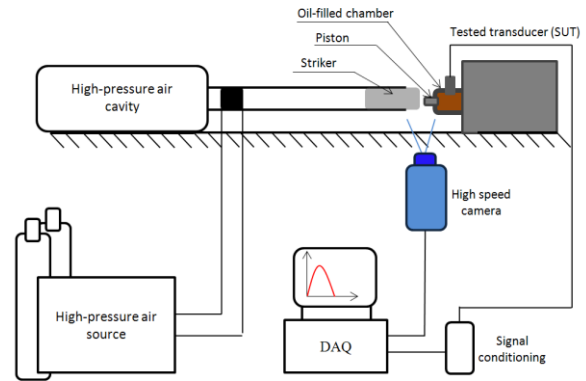 Oil-filled chamber
Tested transducer (SUT)
Piston
Striker
High-pressure air
cavity
High speed
camera
High-pressure air
source
DAQ
Signal
conditioning